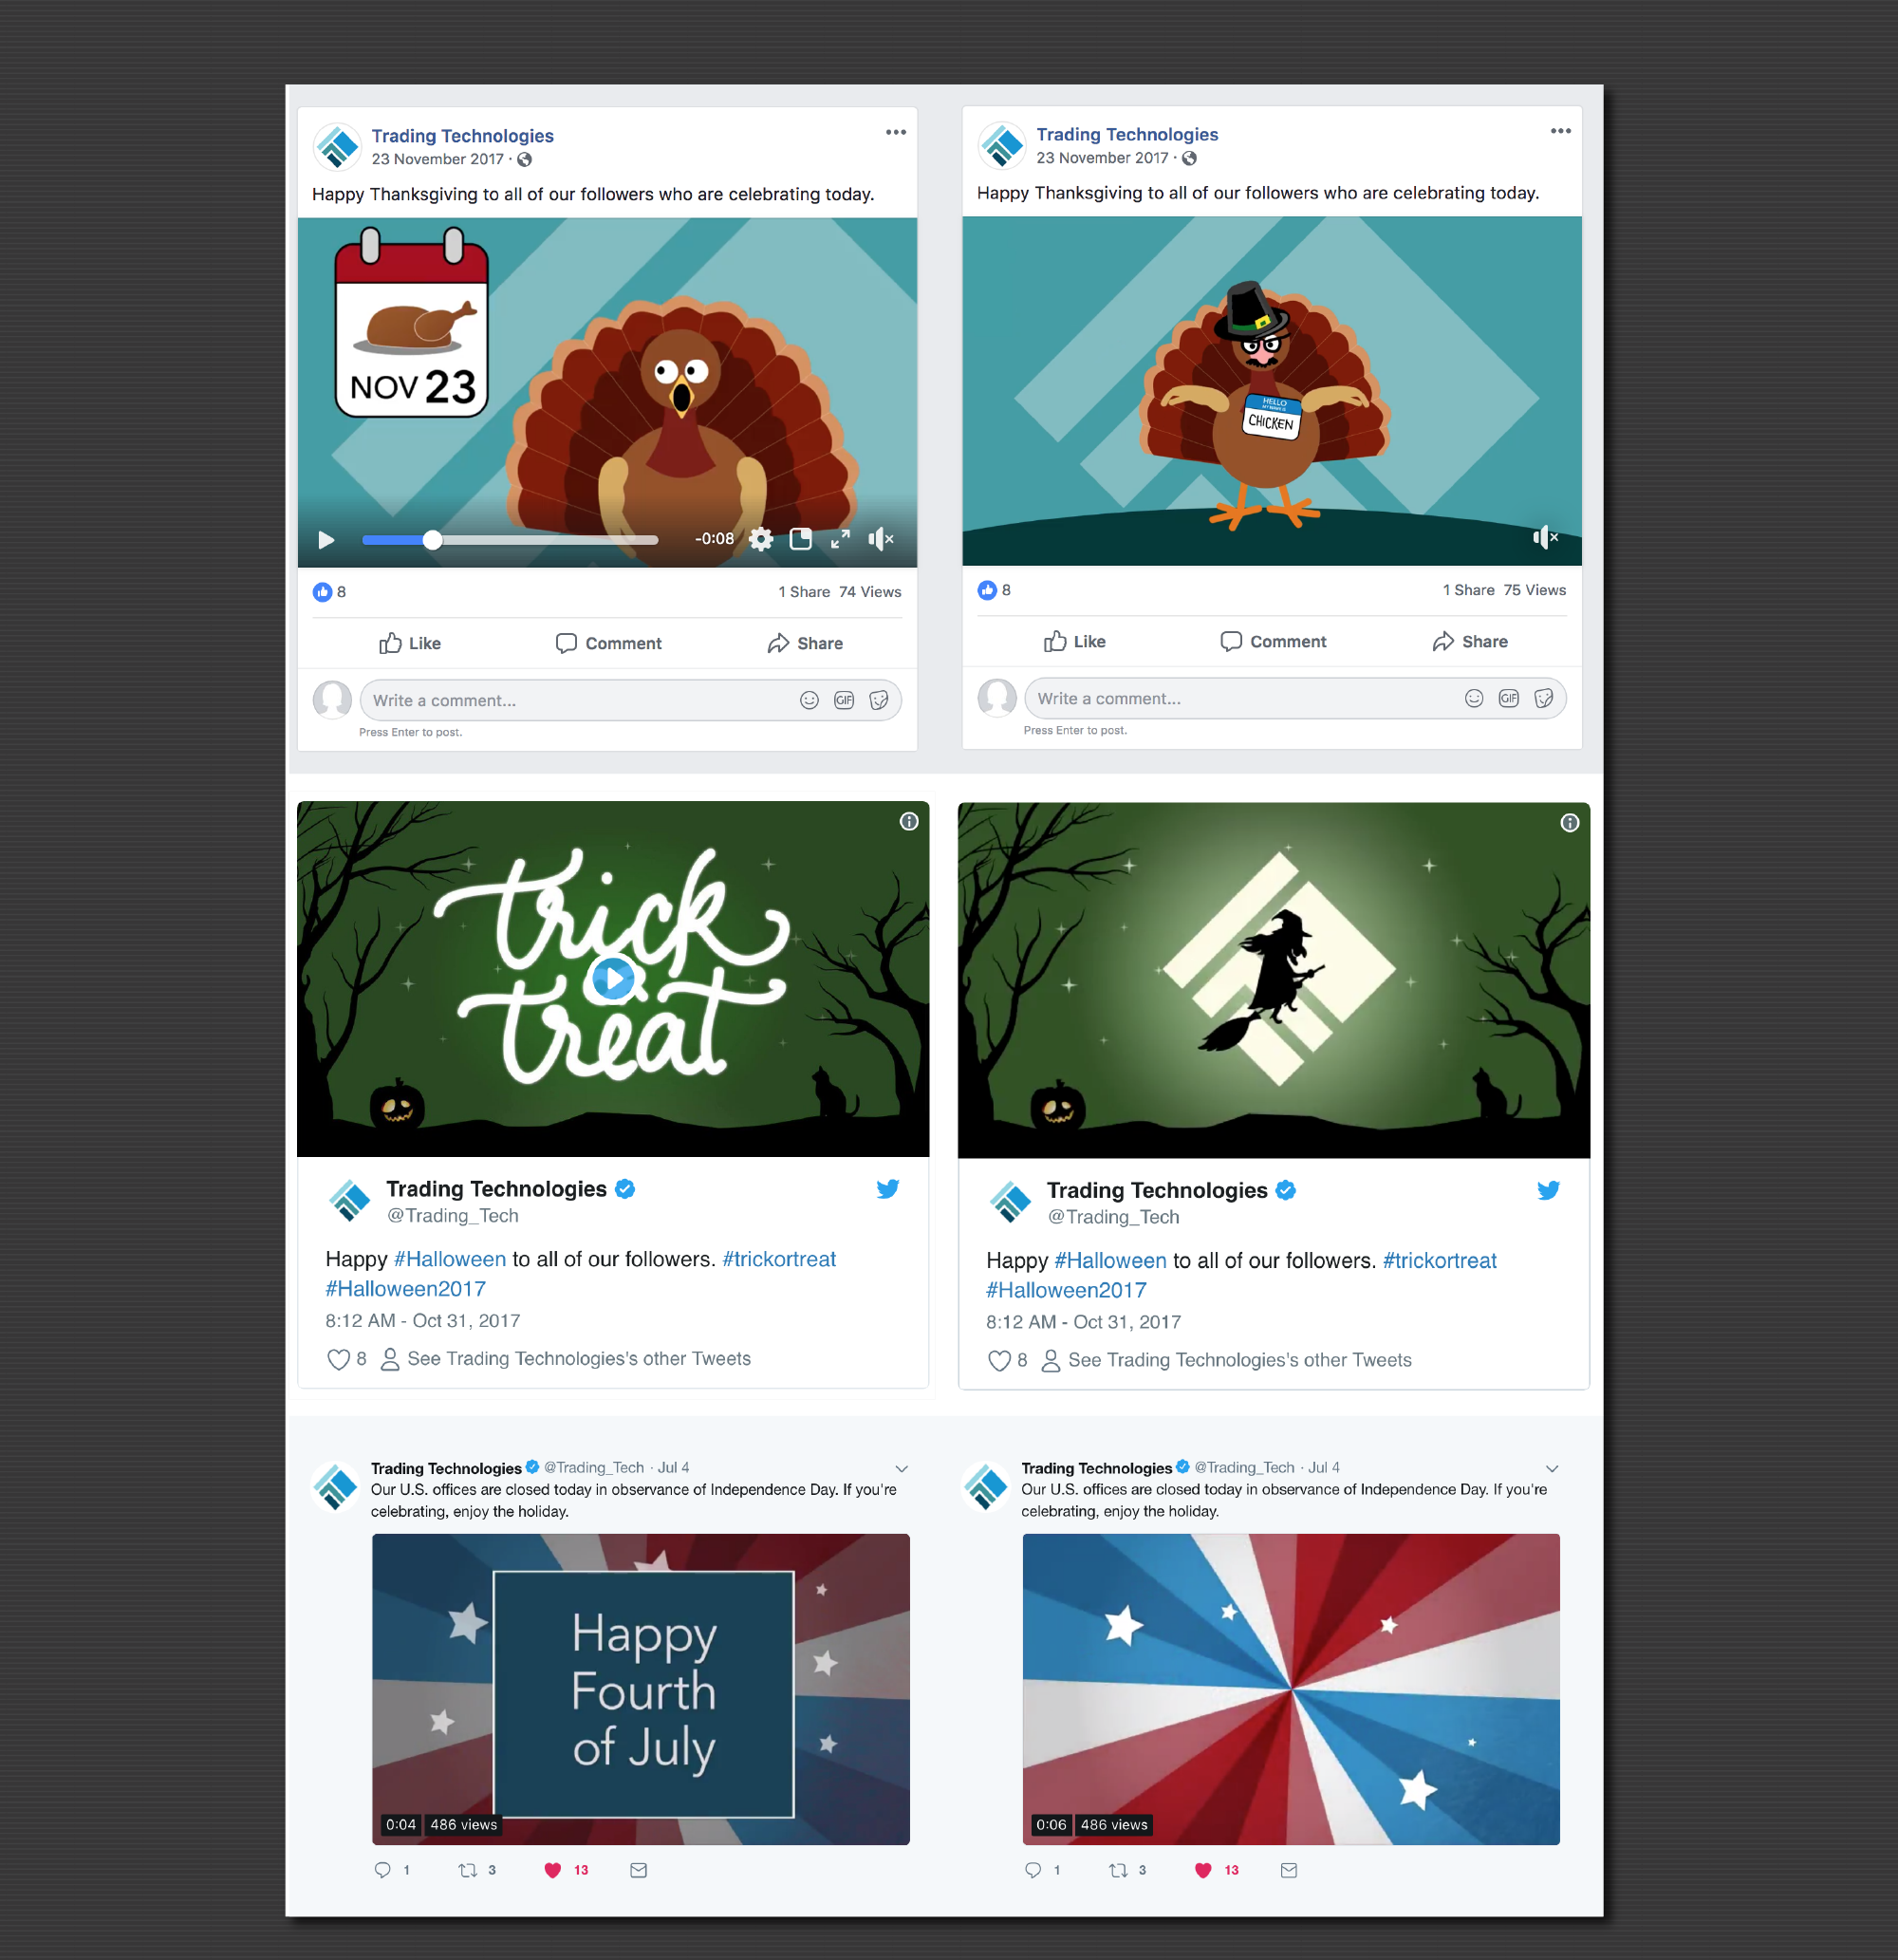 Trading Technologies
23 November 2017 ·
Happy Thanksgiving to all of our followers who are celebrating today.
NOV 23
-0:08
8
1 Share 74 Views
Like Comment Share
Write a comment...
GIF
Press Enter to post.
Trading Technologies
23 November 2017 ·
Happy Thanksgiving to all of our followers who are celebrating today.
HELLO
MY NAME IS
CHICKEN
8
1 Share 75 Views
Like Comment Share
Write a comment...
GIF
Press Enter to post.
trick
&
treat
Trading Technologies
@Trading_Tech
Happy #Halloween to all of our followers. #trickortreat
#Halloween2017
8:12 AM - Oct 31, 2017
8 See Trading Technologies's other Tweets
Trading Technologies
@Trading_Tech
Happy #Halloween to all of our followers. #trickortreat
#Halloween2017
8:12 AM - Oct 31, 2017
8 See Trading Technologies's other Tweets
Trading Technologies @Trading_Tech · Jul 4
Our U.S. offices are closed today in observance of Independence Day. If you're
celebrating, enjoy the holiday.
Happy
Fourth
of July
0:04 486 views
1 3 13
Trading Technologies @Trading_Tech · Jul 4
Our U.S. offices are closed today in observance of Independence Day. If you're
celebrating, enjoy the holiday.
0:06 486 views
1 3 13